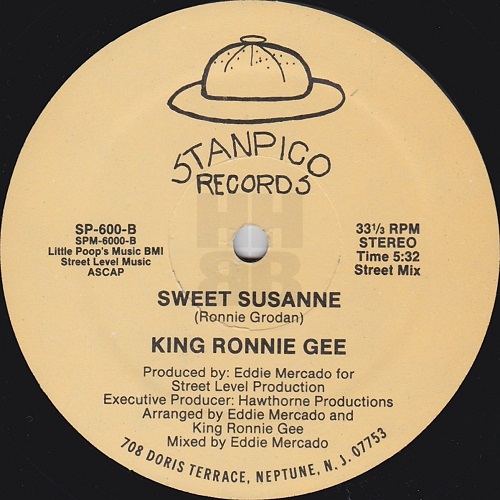 STANPICO
RECORDS
SP-600-B
SPM-6000-B
Little Poop's Music BMI
Street Level Music
ASCAP
33⅓ RPM
STEREO
Time 5:32
Street Mix
SWEET SUSANNE
(Ronnie Grodan)
KING RONNIE GEE
Produced by: Eddie Mercado for
Street Level Production
Executive Producer: Hawthorne Productions
Arranged by Eddie Mercado and
King Ronnie Gee
Mixed by Eddie Mercado
708 DORIS TERRACE, NEPTUNE, N. J. 07753